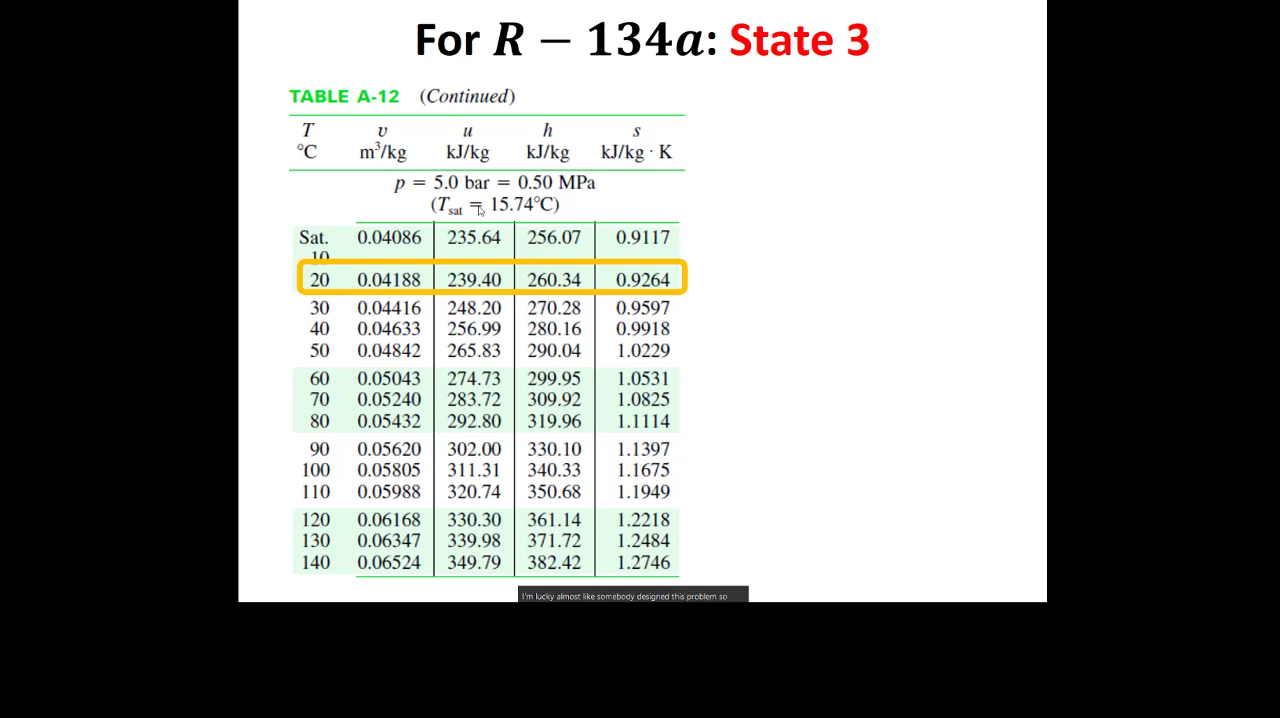 For R − 134a: State 3
TABLE A-12 (Continued)
T v u h s
°C m³/kg kJ/kg kJ/kg kJ/kg · K
p = 5.0 bar = 0.50 MPa
(Tsat = 15.74°C)
Sat. 0.04086 235.64 256.07 0.9117
10
20 0.04188 239.40 260.34 0.9264
30 0.04416 248.20 270.28 0.9597
40 0.04633 256.99 280.16 0.9918
50 0.04842 265.83 290.04 1.0229
60 0.05043 274.73 299.95 1.0531
70 0.05240 283.72 309.92 1.0825
80 0.05432 292.80 319.96 1.1114
90 0.05620 302.00 330.10 1.1397
100 0.05805 311.31 340.33 1.1675
110 0.05988 320.74 350.68 1.1949
120 0.06168 330.30 361.14 1.2218
130 0.06347 339.98 371.72 1.2484
140 0.06524 349.79 382.42 1.2746
I'm lucky almost like somebody designed this problem so